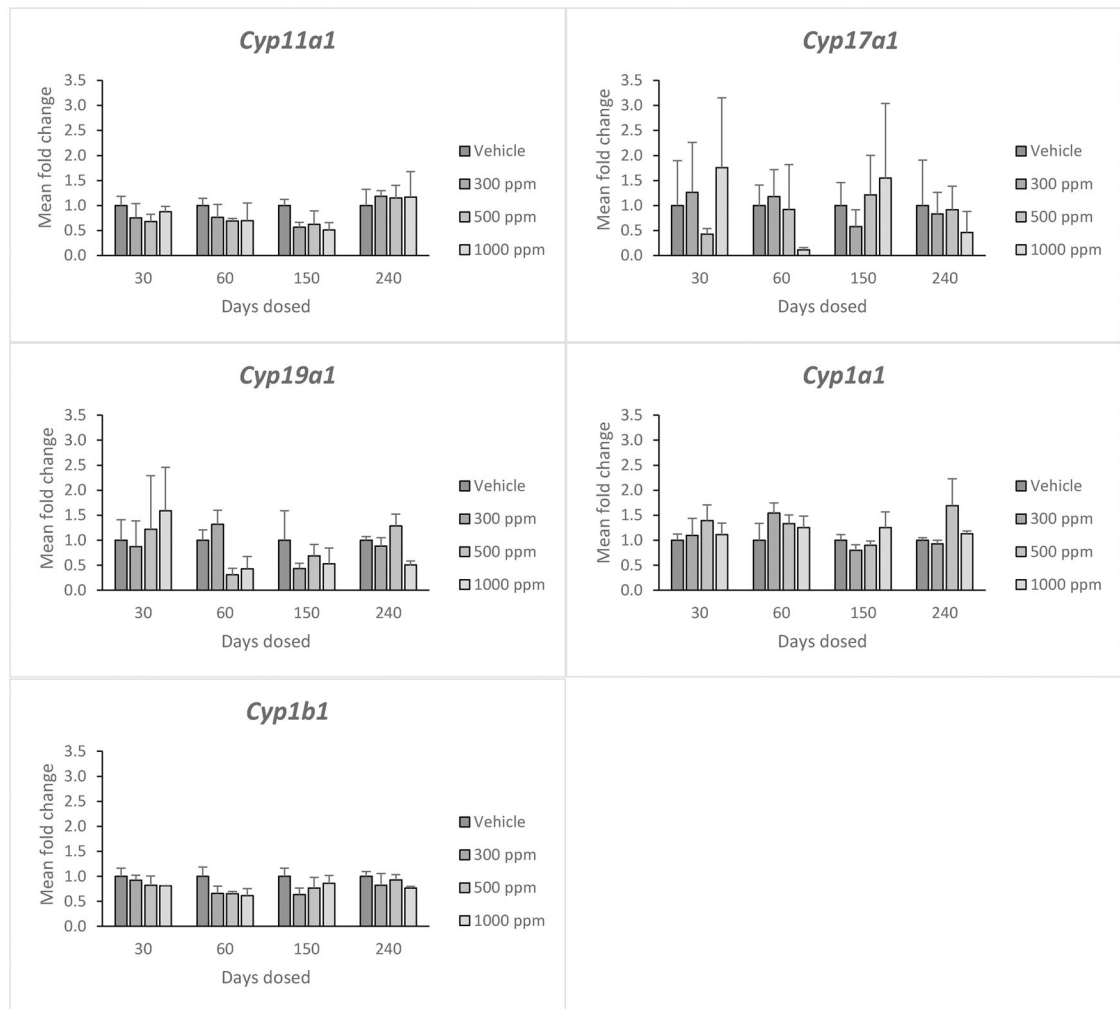 Cyp11a1
Mean fold change
3.5
3.0
2.5
2.0
1.5
1.0
0.5
0.0
30 60 150 240
Days dosed
Vehicle
300 ppm
500 ppm
1000 ppm
Cyp17a1
Mean fold change
3.5
3.0
2.5
2.0
1.5
1.0
0.5
0.0
30 60 150 240
Days dosed
Vehicle
300 ppm
500 ppm
1000 ppm
Cyp19a1
Mean fold change
3.5
3.0
2.5
2.0
1.5
1.0
0.5
0.0
30 60 150 240
Days dosed
Vehicle
300 ppm
500 ppm
1000 ppm
Cyp1a1
Mean fold change
3.5
3.0
2.5
2.0
1.5
1.0
0.5
0.0
30 60 150 240
Days dosed
Vehicle
300 ppm
500 ppm
1000 ppm
Cyp1b1
Mean fold change
3.5
3.0
2.5
2.0
1.5
1.0
0.5
0.0
30 60 150 240
Days dosed
Vehicle
300 ppm
500 ppm
1000 ppm